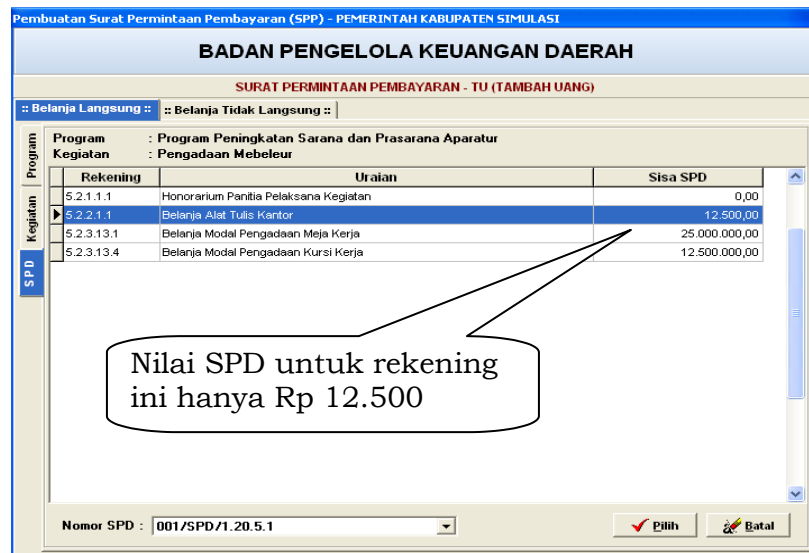 Pembuatan Surat Permintaan Pembayaran (SPP) - PEMERINTAH KABUPATEN SIMULASI
BADAN PENGELOLA KEUANGAN DAERAH
SURAT PERMINTAAN PEMBAYARAN - TU (TAMBAH UANG)
:: Belanja Langsung :: :: Belanja Tidak Langsung ::
Program
Kegiatan
SPD
Program : Program Peningkatan Sarana dan Prasarana Aparatur
Kegiatan : Pengadaan Mebeleur
Rekening Uraian Sisa SPD
5.2.1.1.1 Honorarium Panitia Pelaksana Kegiatan 0,00
5.2.2.1.1 Belanja Alat Tulis Kantor 12.500,00
5.2.3.13.1 Belanja Modal Pengadaan Meja Kerja 25.000.000,00
5.2.3.13.4 Belanja Modal Pengadaan Kursi Kerja 12.500.000,00
Nilai SPD untuk rekening
ini hanya Rp 12.500
Nomor SPD : 001/SPD/1.20.5.1 Pilih Batal